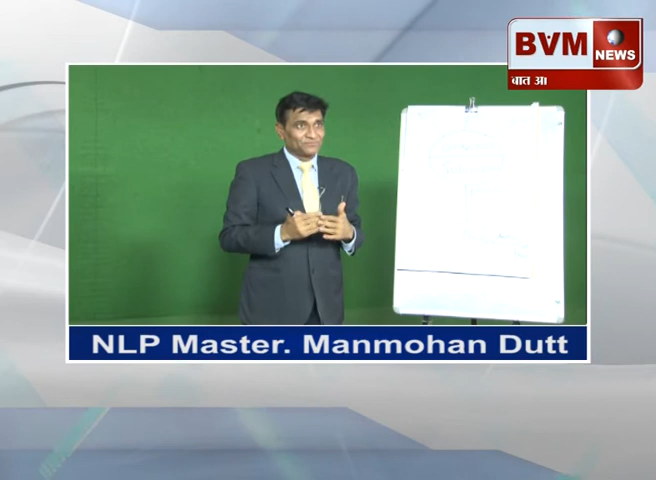 BVM
NEWS
बात आ
NLP Master. Manmohan Dutt